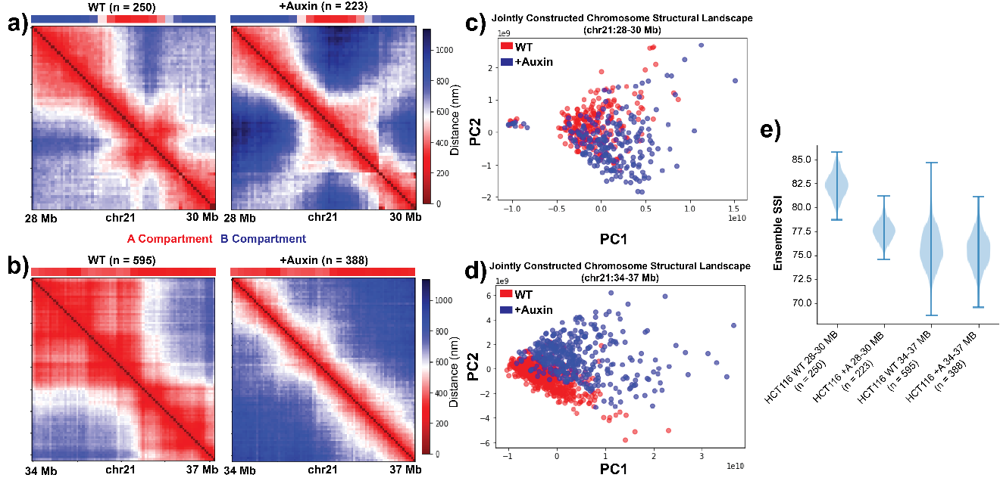 a)
WT (n = 250)
+Auxin (n = 223)
1000
800
600
400
200
0
Distance (nm)
28 Mb
chr21
30 Mb
28 Mb
chr21
30 Mb
A Compartment B Compartment
b)
WT (n = 595)
+Auxin (n = 388)
1000
800
600
400
200
0
Distance (nm)
34 Mb
chr21
37 Mb
34 Mb
chr21
37 Mb
c)
Jointly Constructed Chromosome Structural Landscape
(chr21:28-30 Mb)
1e9
WT
+Auxin
2
1
0
−1
−2
PC2
-1.0
-0.5
0.0
0.5
1.0
1.5
1e10
PC1
d)
Jointly Constructed Chromosome Structural Landscape
(chr21:34-37 Mb)
1e9
WT
+Auxin
6
4
2
0
−2
−4
−6
PC2
−1
0
1
2
3
1e10
PC1
e)
Ensemble SSI
85.0
82.5
80.0
77.5
75.0
72.5
70.0
HCT116 WT 28-30 MB
(n = 250)
HCT116 +A 28-30 MB
(n = 223)
HCT116 WT 34-37 MB
(n = 595)
HCT116 +A 34-37 MB
(n = 388)